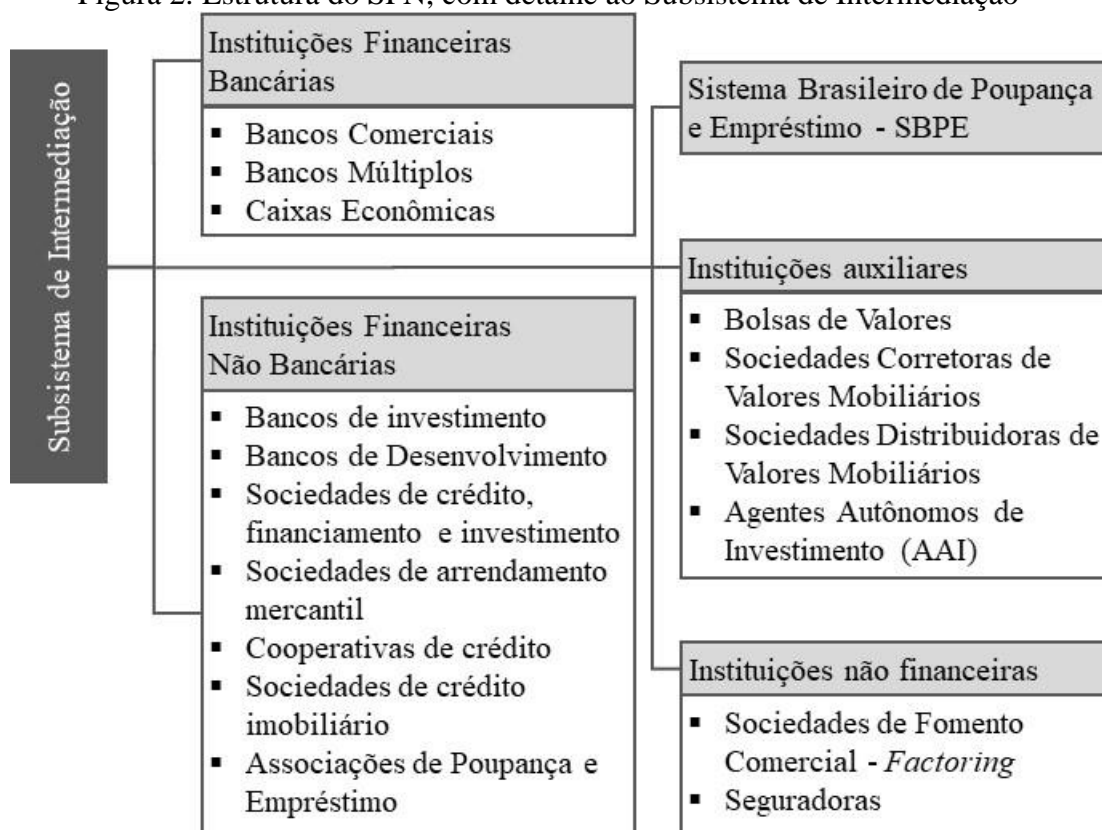 Figura 2: Estrutura do SFN, com detalhe ao Subsistema de Intermediação
Subsistema de Intermediação
Instituições Financeiras
Bancárias
▪ Bancos Comerciais
▪ Bancos Múltiplos
▪ Caixas Econômicas
Instituições Financeiras
Não Bancárias
▪ Bancos de investimento
▪ Bancos de Desenvolvimento
▪ Sociedades de crédito,
financiamento e investimento
▪ Sociedades de arrendamento
mercantil
▪ Cooperativas de crédito
▪ Sociedades de crédito
imobiliário
▪ Associações de Poupança e
Empréstimo
Sistema Brasileiro de Poupança
e Empréstimo - SBPE
Instituições auxiliares
▪ Bolsas de Valores
▪ Sociedades Corretoras de
Valores Mobiliários
▪ Sociedades Distribuidoras de
Valores Mobiliários
▪ Agentes Autônomos de
Investimento (AAI)
Instituições não financeiras
▪ Sociedades de Fomento
Comercial - Factoring
▪ Seguradoras